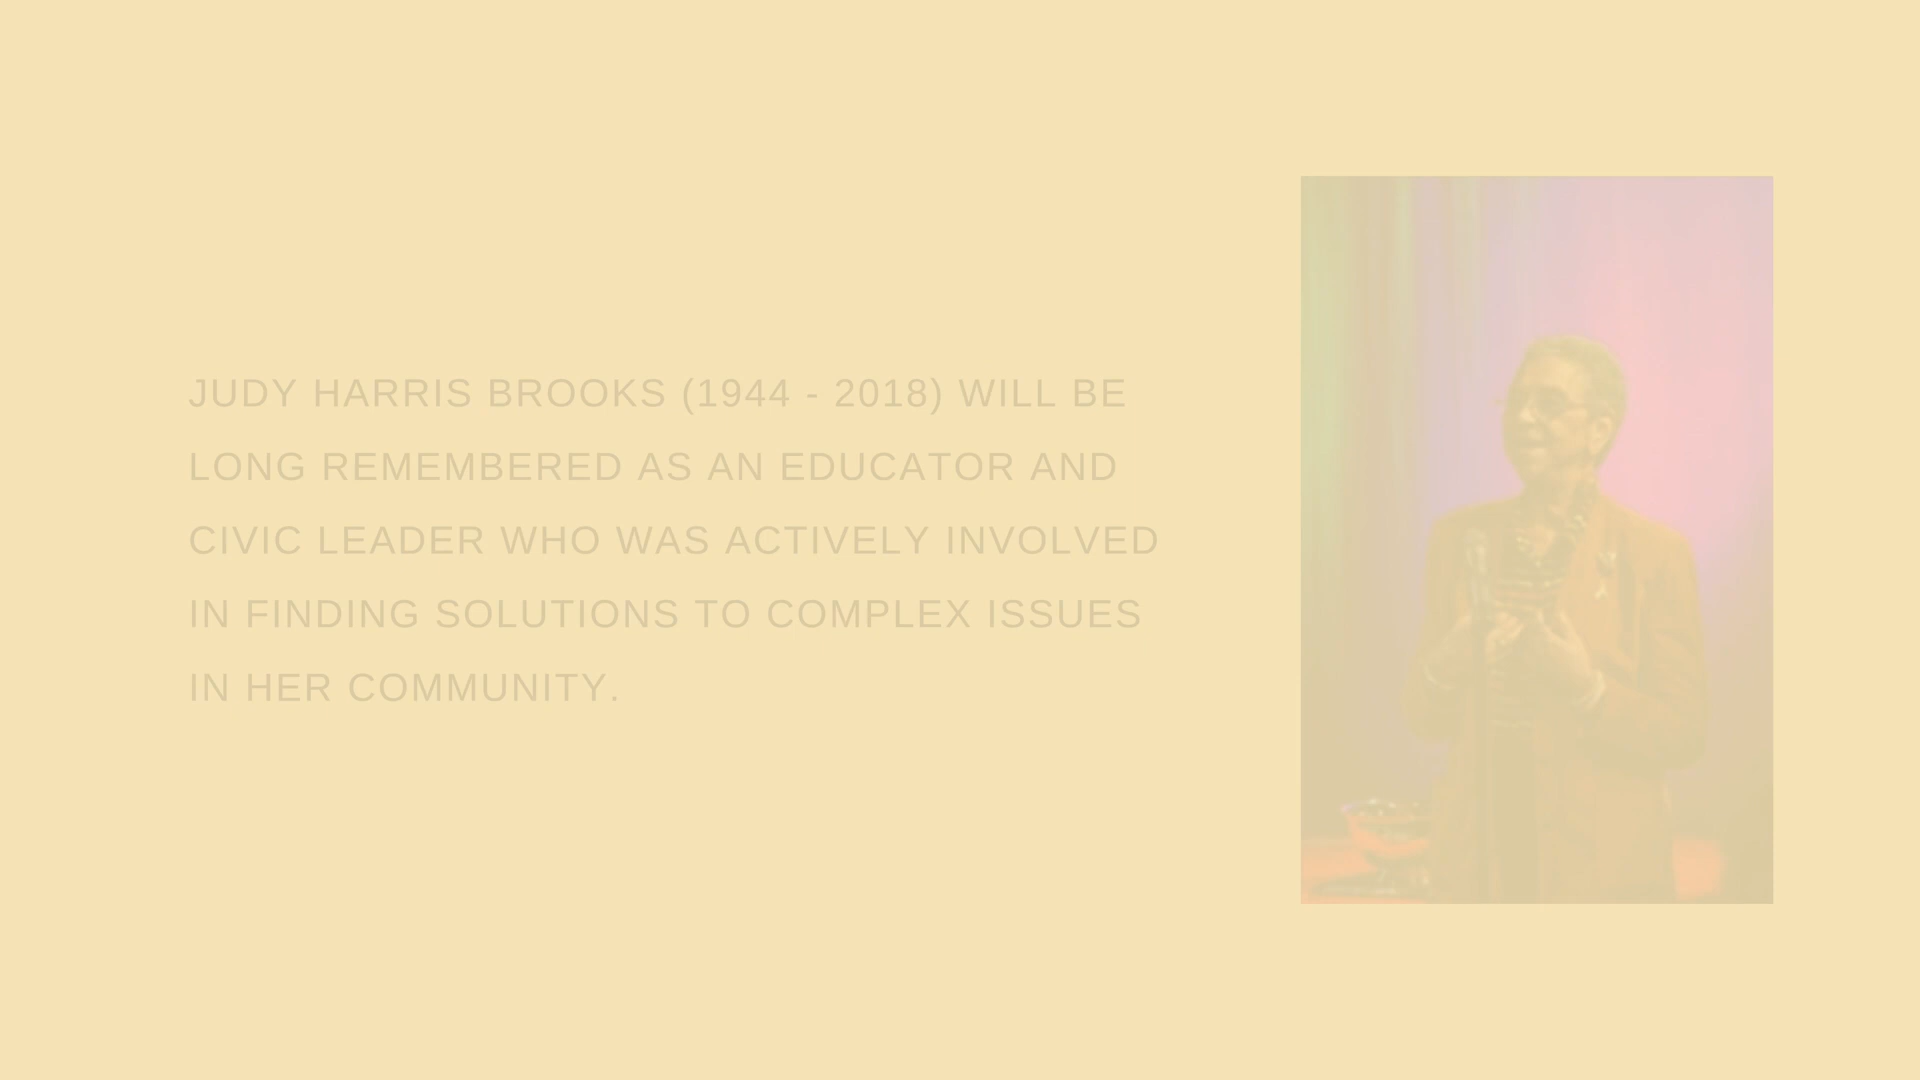 JUDY HARRIS BROOKS (1944 - 2018) WILL BE
LONG REMEMBERED AS AN EDUCATOR AND
CIVIC LEADER WHO WAS ACTIVELY INVOLVED
IN FINDING SOLUTIONS TO COMPLEX ISSUES
IN HER COMMUNITY.